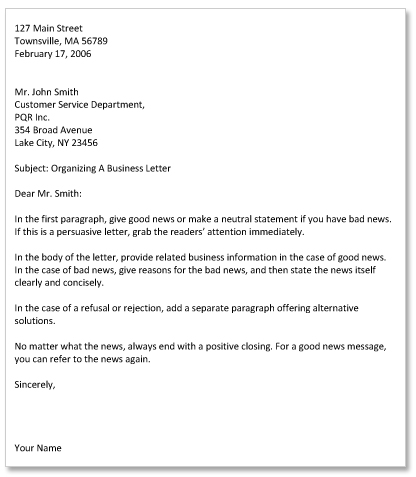 127 Main Street
Townsville, MA 56789
February 17, 2006
Mr. John Smith
Customer Service Department,
PQR Inc.
354 Broad Avenue
Lake City, NY 23456
Subject: Organizing A Business Letter
Dear Mr. Smith:
In the first paragraph, give good news or make a neutral statement if you have bad news.
If this is a persuasive letter, grab the readers' attention immediately.
In the body of the letter, provide related business information in the case of good news.
In the case of bad news, give reasons for the bad news, and then state the news itself
clearly and concisely.
In the case of a refusal or rejection, add a separate paragraph offering alternative
solutions.
No matter what the news, always end with a positive closing. For a good news message,
you can refer to the news again.
Sincerely,
Your Name